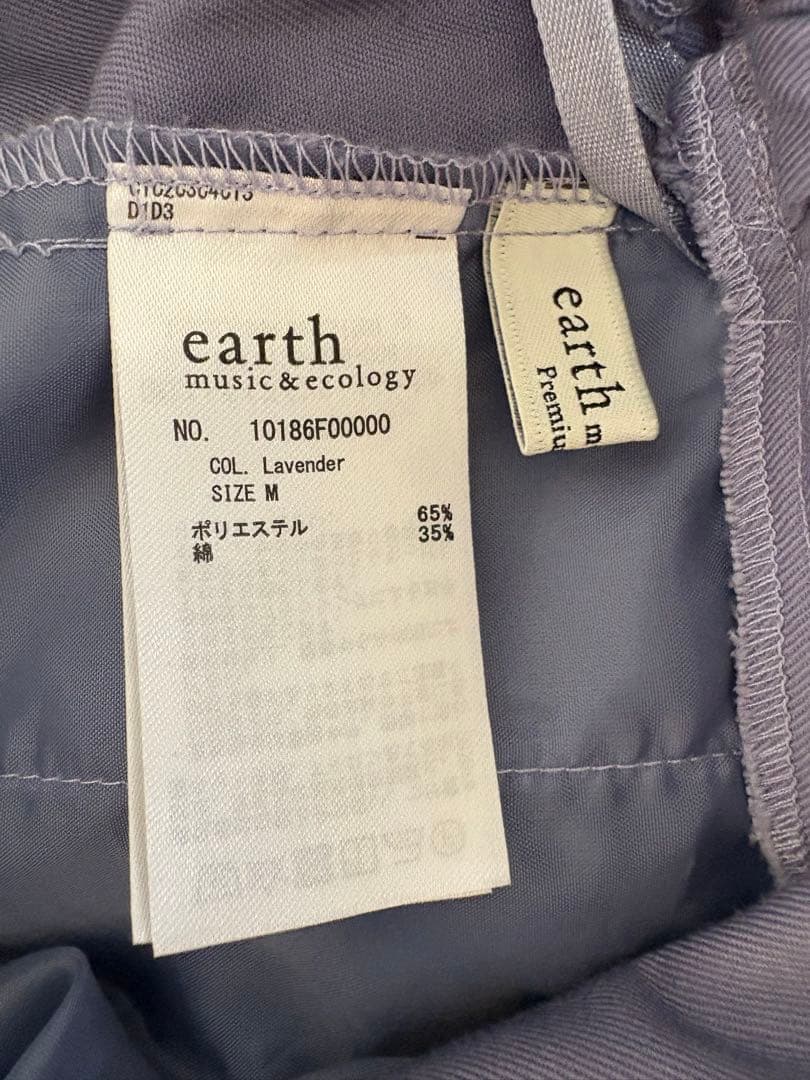 D1D3
earth
music&ecology
NO. 10186F00000
COL. Lavender
SIZE M
ポリエステル 65%
綿 35%
earth m
Premiu